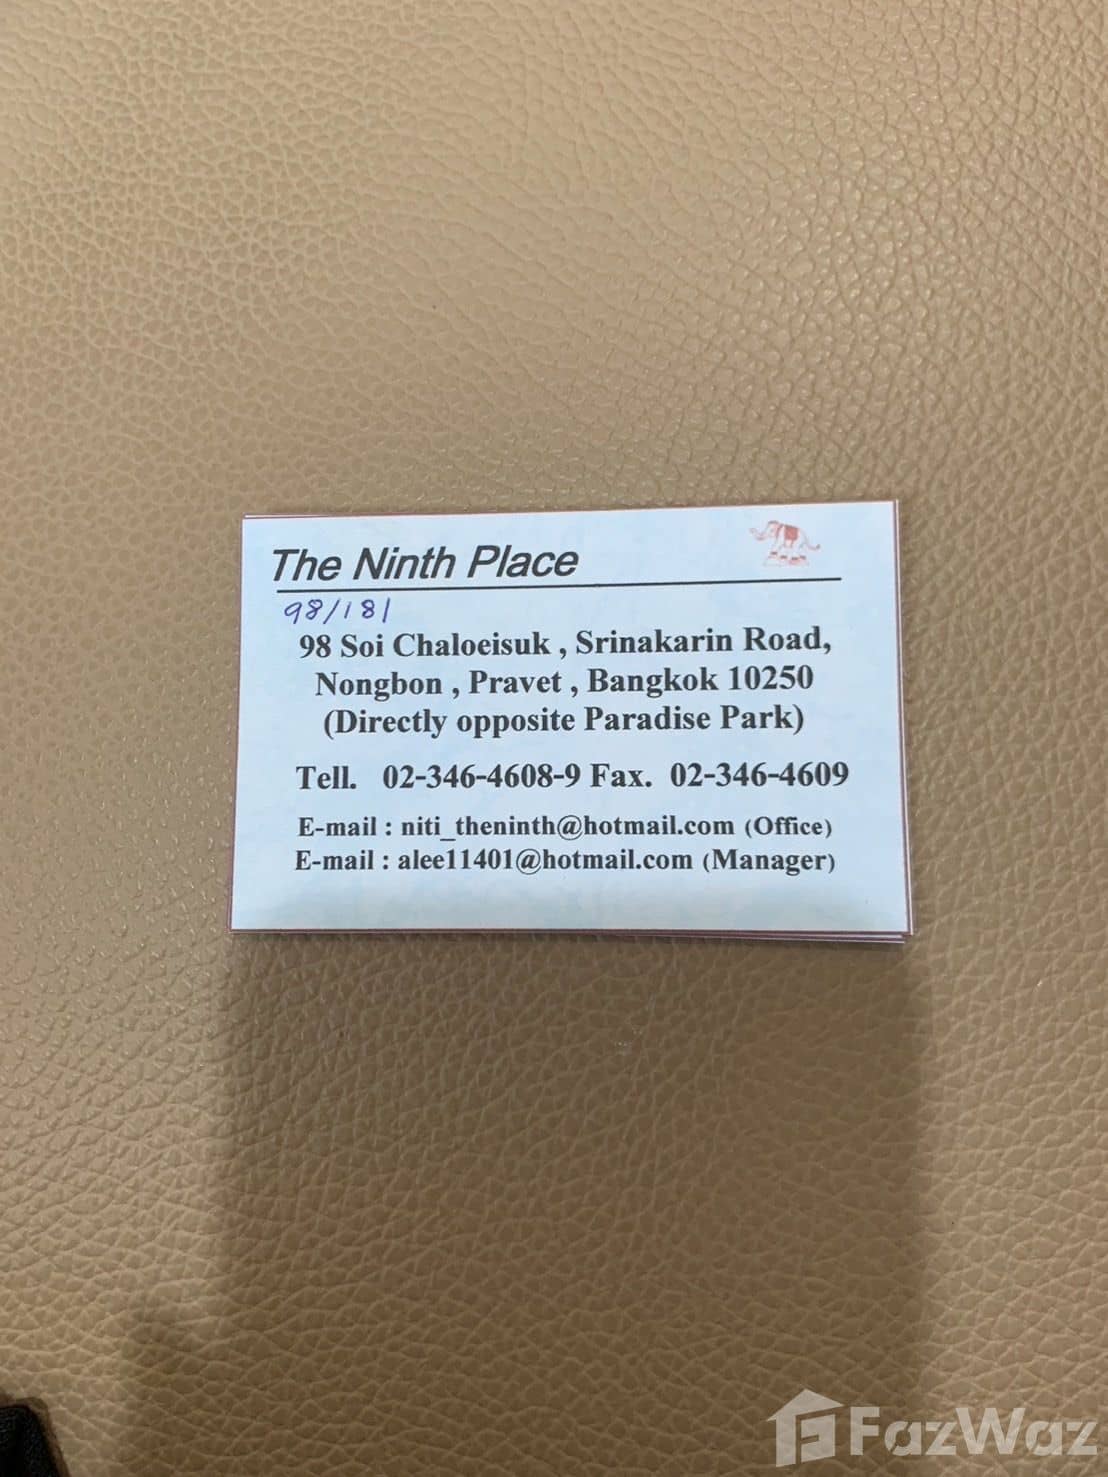 The Ninth Place
98/181
98 Soi Chaloeisuk , Srinakarin Road,
Nongbon , Pravet , Bangkok 10250
(Directly opposite Paradise Park)
Tell. 02-346-4608-9 Fax. 02-346-4609
E-mail : niti_theninth@hotmail.com (Office)
E-mail : alee11401@hotmail.com (Manager)
FazWaz